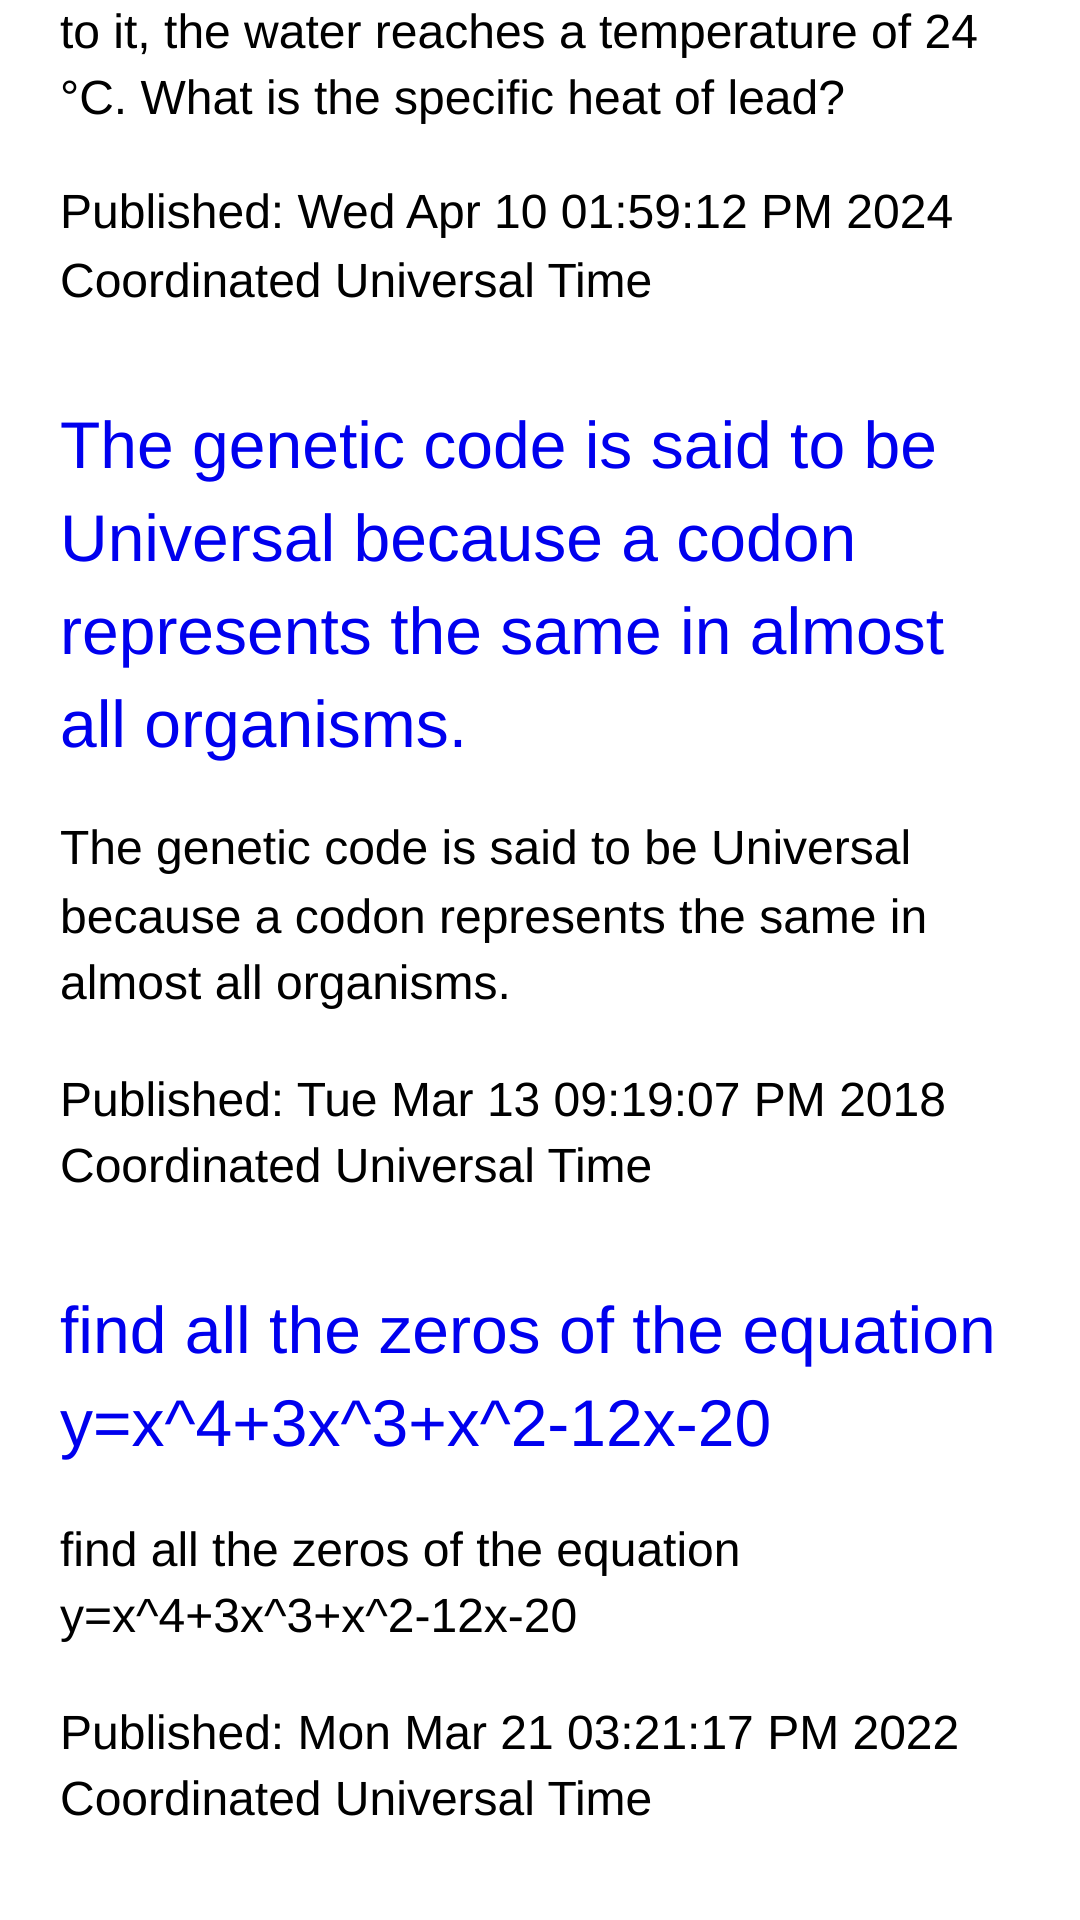 to it, the water reaches a temperature of 24
°C. What is the specific heat of lead?
Published: Wed Apr 10 01:59:12 PM 2024
Coordinated Universal Time
The genetic code is said to be
Universal because a codon
represents the same in almost
all organisms.
The genetic code is said to be Universal
because a codon represents the same in
almost all organisms.
Published: Tue Mar 13 09:19:07 PM 2018
Coordinated Universal Time
find all the zeros of the equation
y=x^4+3x^3+x^2-12x-20
find all the zeros of the equation
y=x^4+3x^3+x^2-12x-20
Published: Mon Mar 21 03:21:17 PM 2022
Coordinated Universal Time